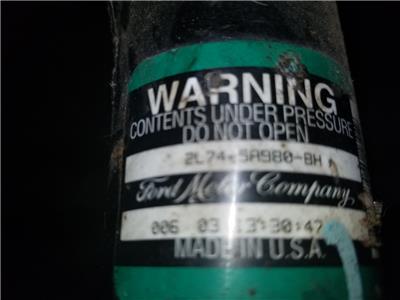 WARNING
CONTENTS UNDER PRESSURE
DO NOT OPEN
2L74-5A980-BH
Ford Motor Company
006 03 13:30:47
MADE IN U.S.A.